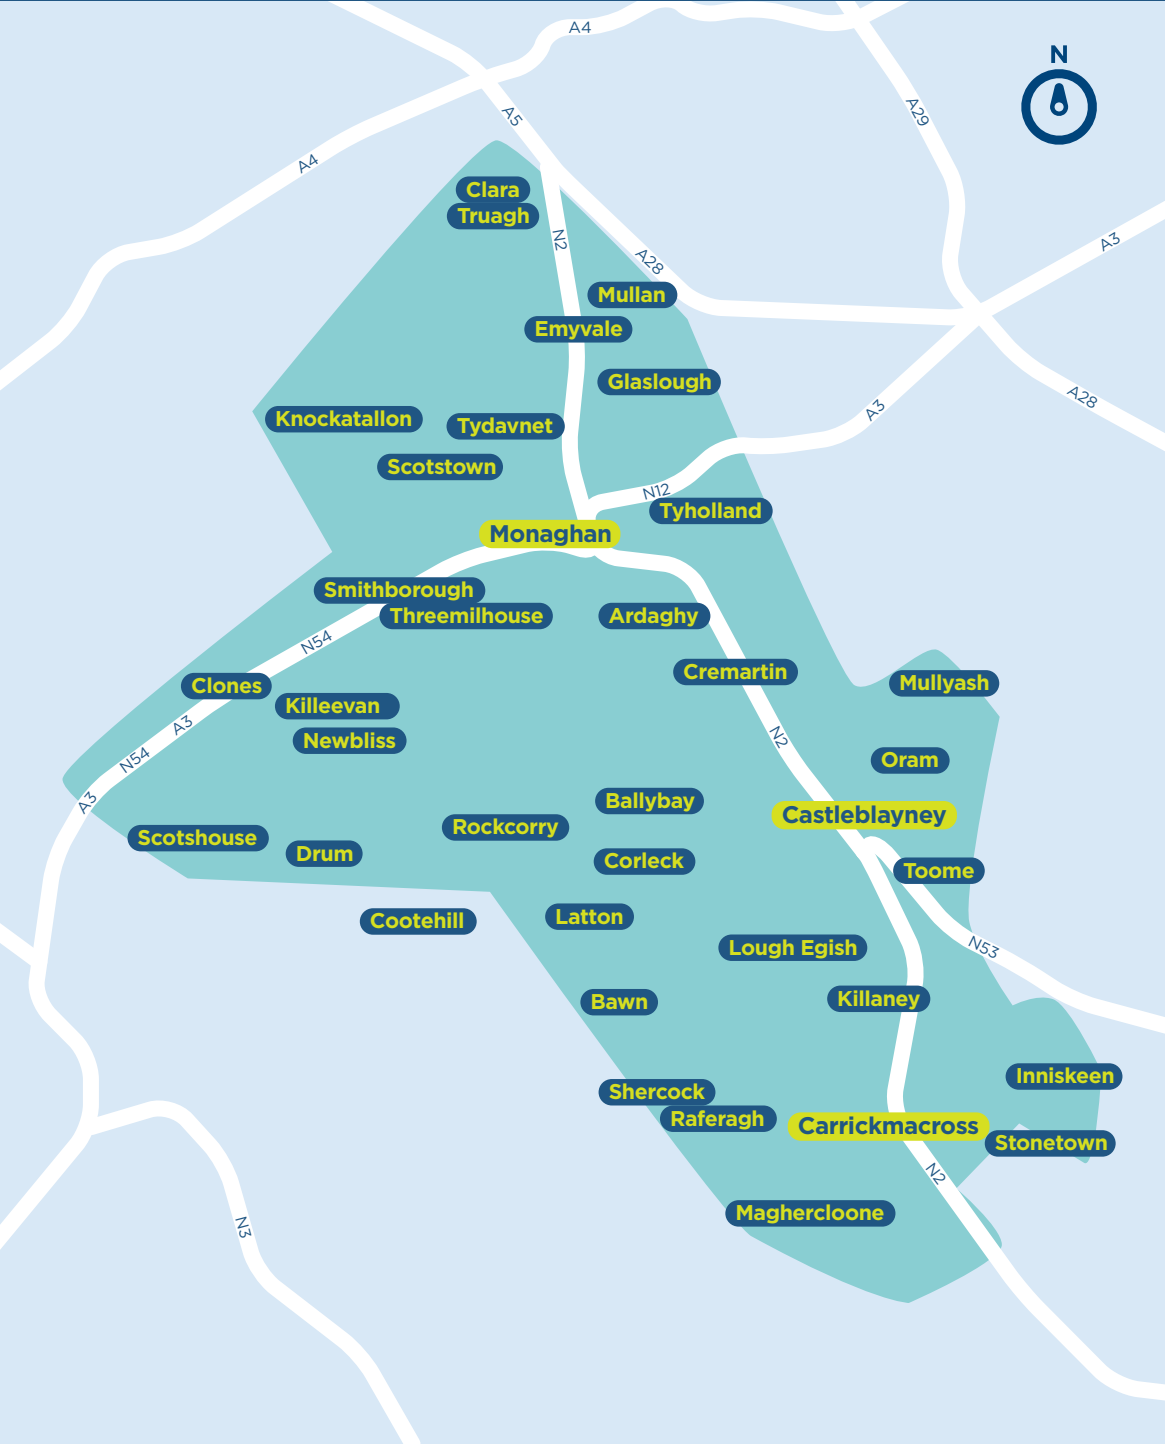 A4
N
A5
A29
A4
Clara
Truagh
N2
A28
A3
Mullan
Emyvale
Glaslough
A28
A3
Knockatallon
Tydavnet
Scotstown
N12
Tyholland
Monaghan
Smithborough
Threemilhouse
Ardaghy
N54
Cremartin
Clones
Mullyash
Killeevan
A3
N2
Newbliss
N54
Oram
A3
Ballybay
Castleblayney
Rockcorry
Scotshouse
Drum
Corleck
Toome
Cootehill
Latton
Lough Egish
N53
Bawn
Killaney
Inniskeen
Shercock
Raferagh
Carrickmacross
Stonetown
N2
Maghercloone
N3